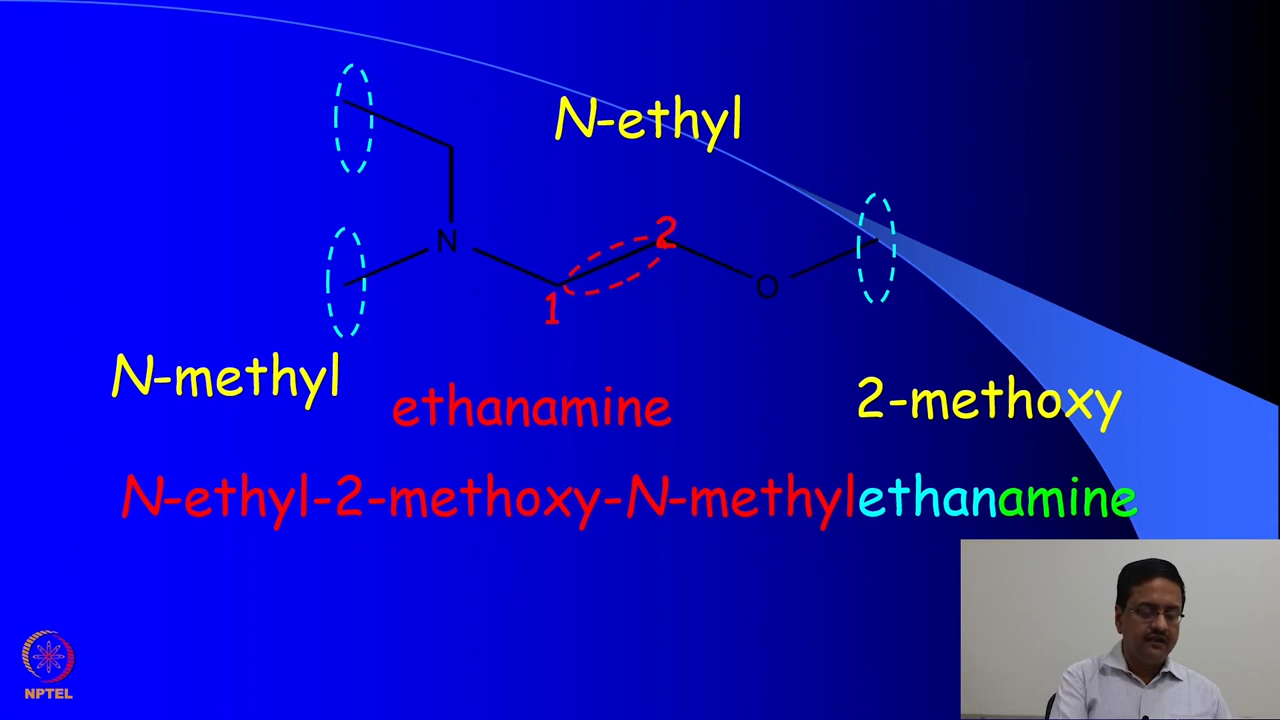 N-ethyl
N
2
1
O
N-methyl
ethanamine
2-methoxy
N-ethyl-2-methoxy-N-methylethanamine
NPTEL